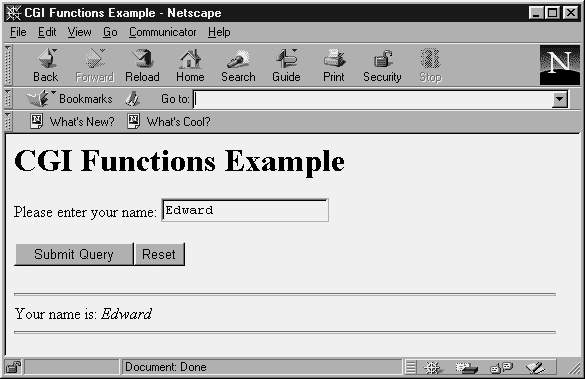 CGI Functions Example - Netscape
File Edit View Go Communicator Help
Back Forward Reload Home Search Guide Print Security Stop
N
Bookmarks Go to:
What's New? What's Cool?
CGI Functions Example
Please enter your name: Edward
Submit Query Reset
Your name is: Edward
Document: Done